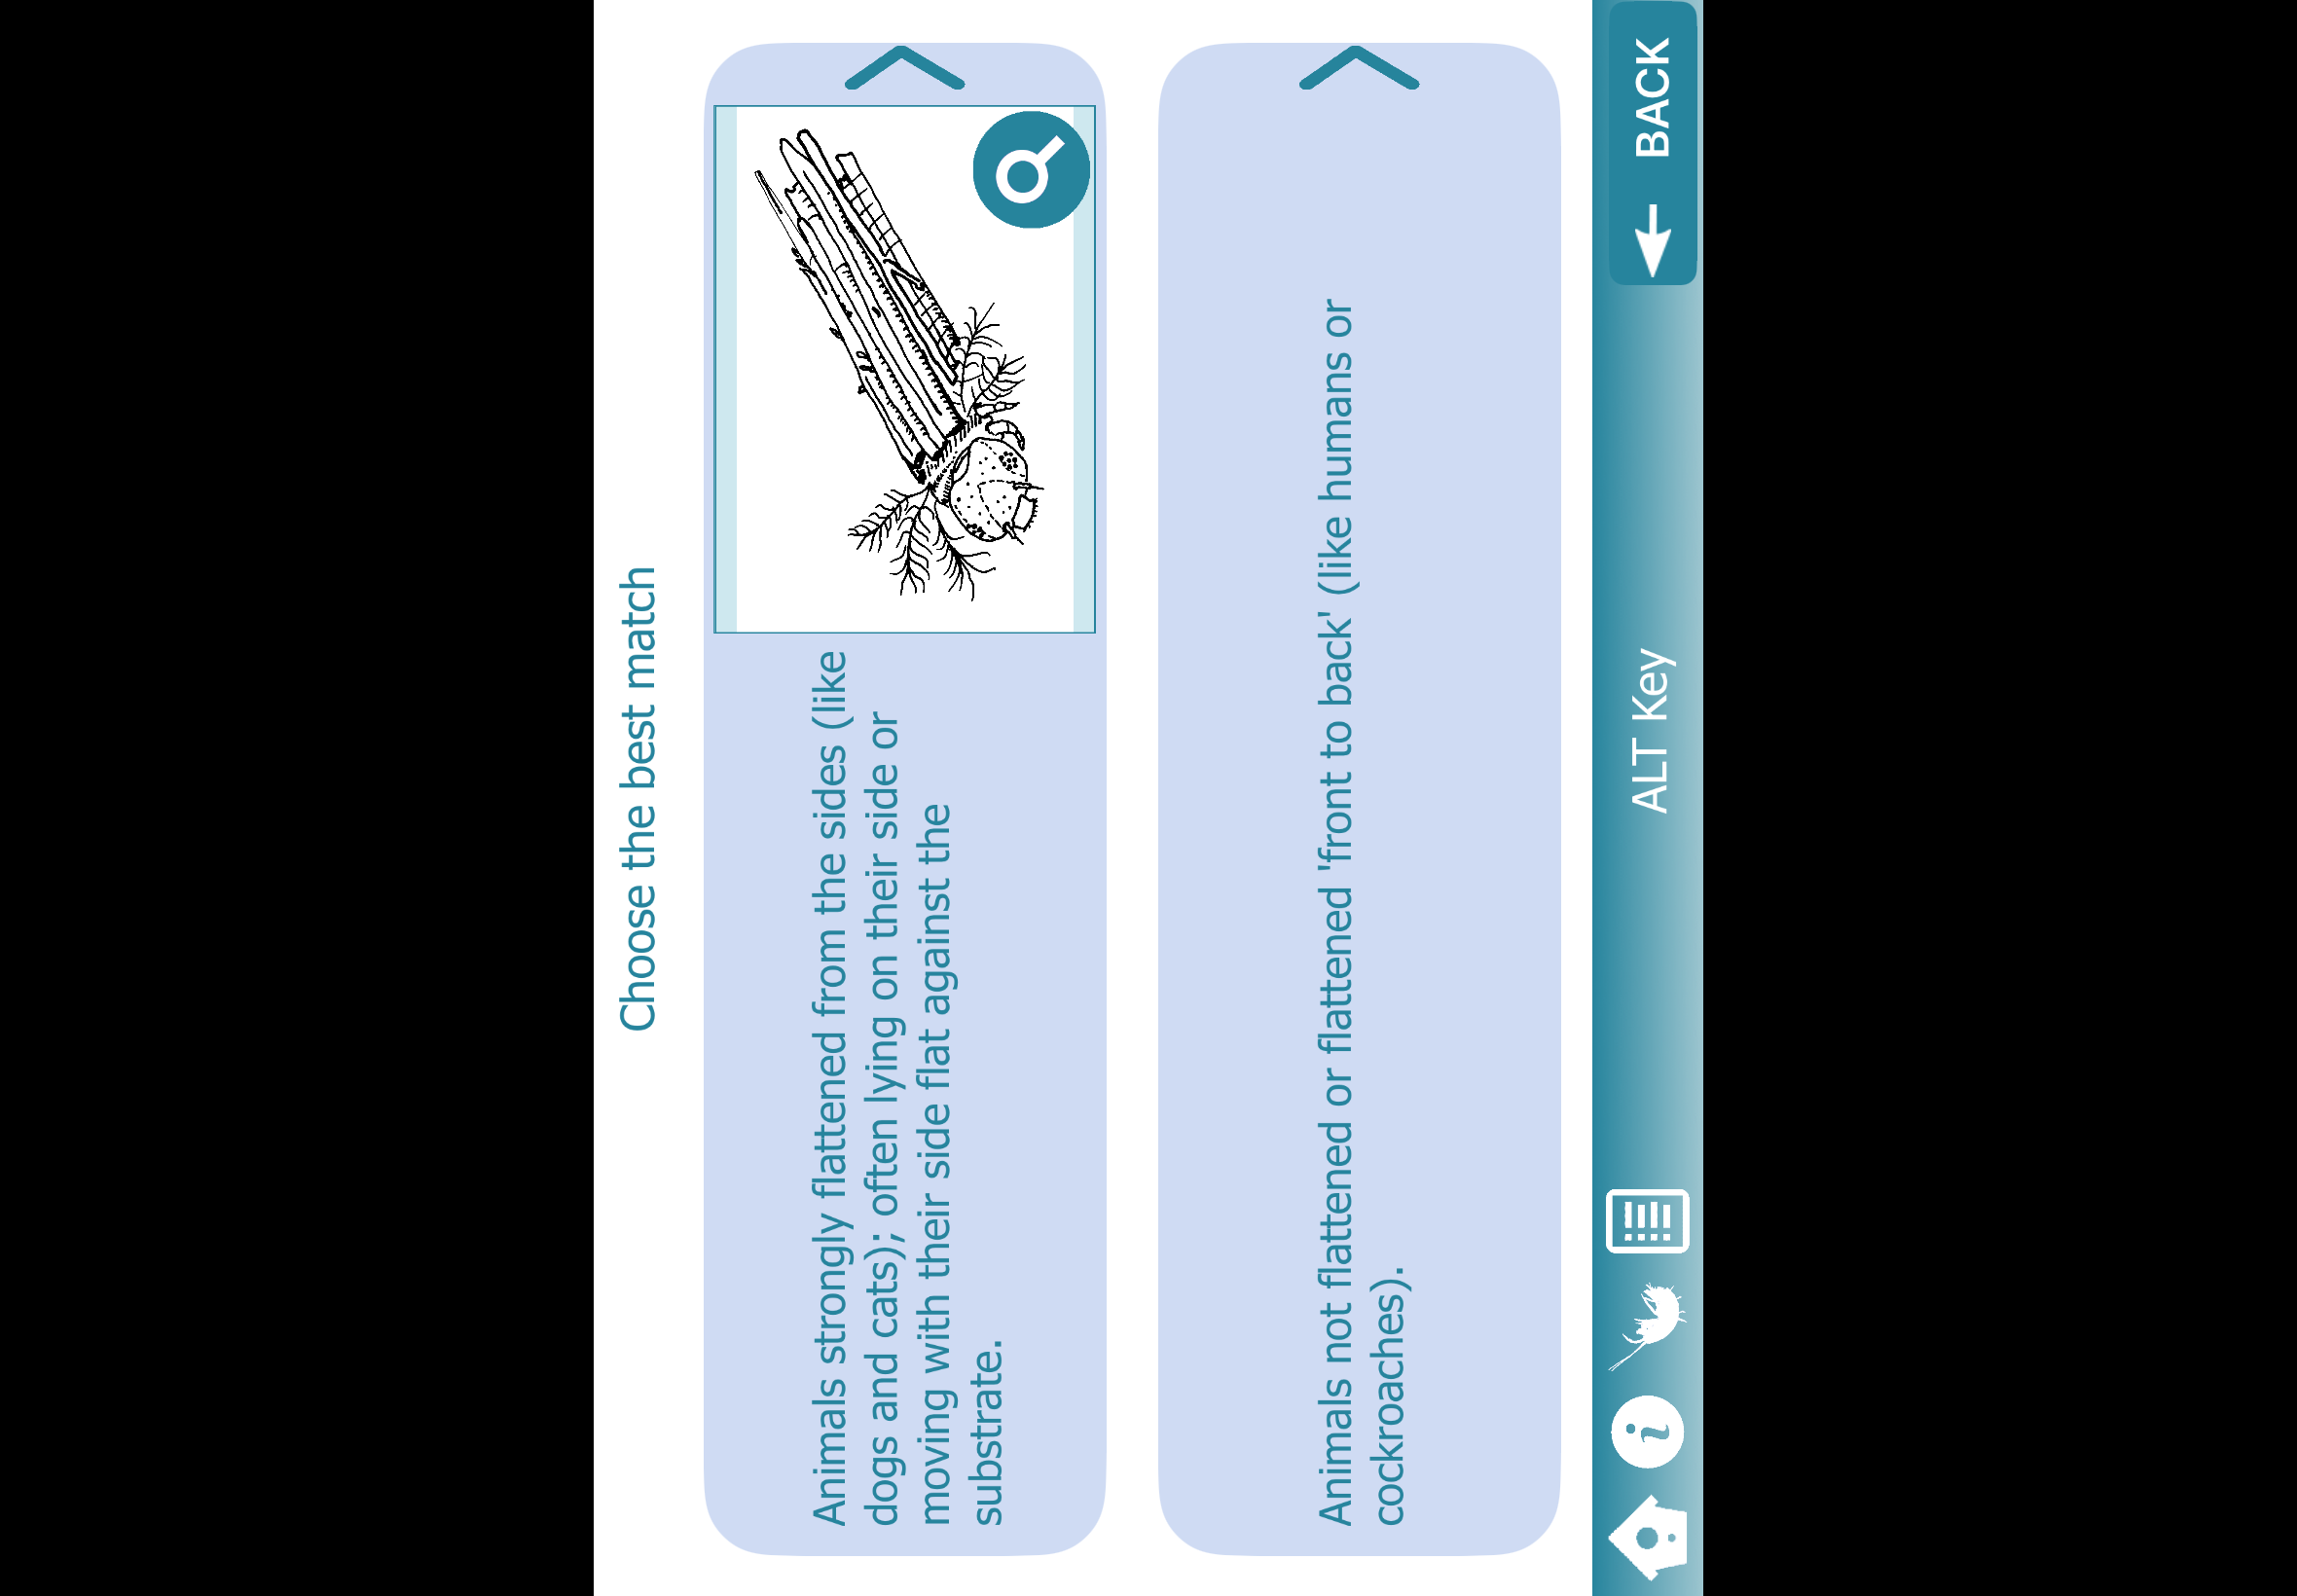 Choose the best match
Animals strongly flattened from the sides (like
dogs and cats); often lying on their side or
moving with their side flat against the
substrate.
Animals not flattened or flattened 'front to back' (like humans or
cockroaches).
i
ALT Key
BACK